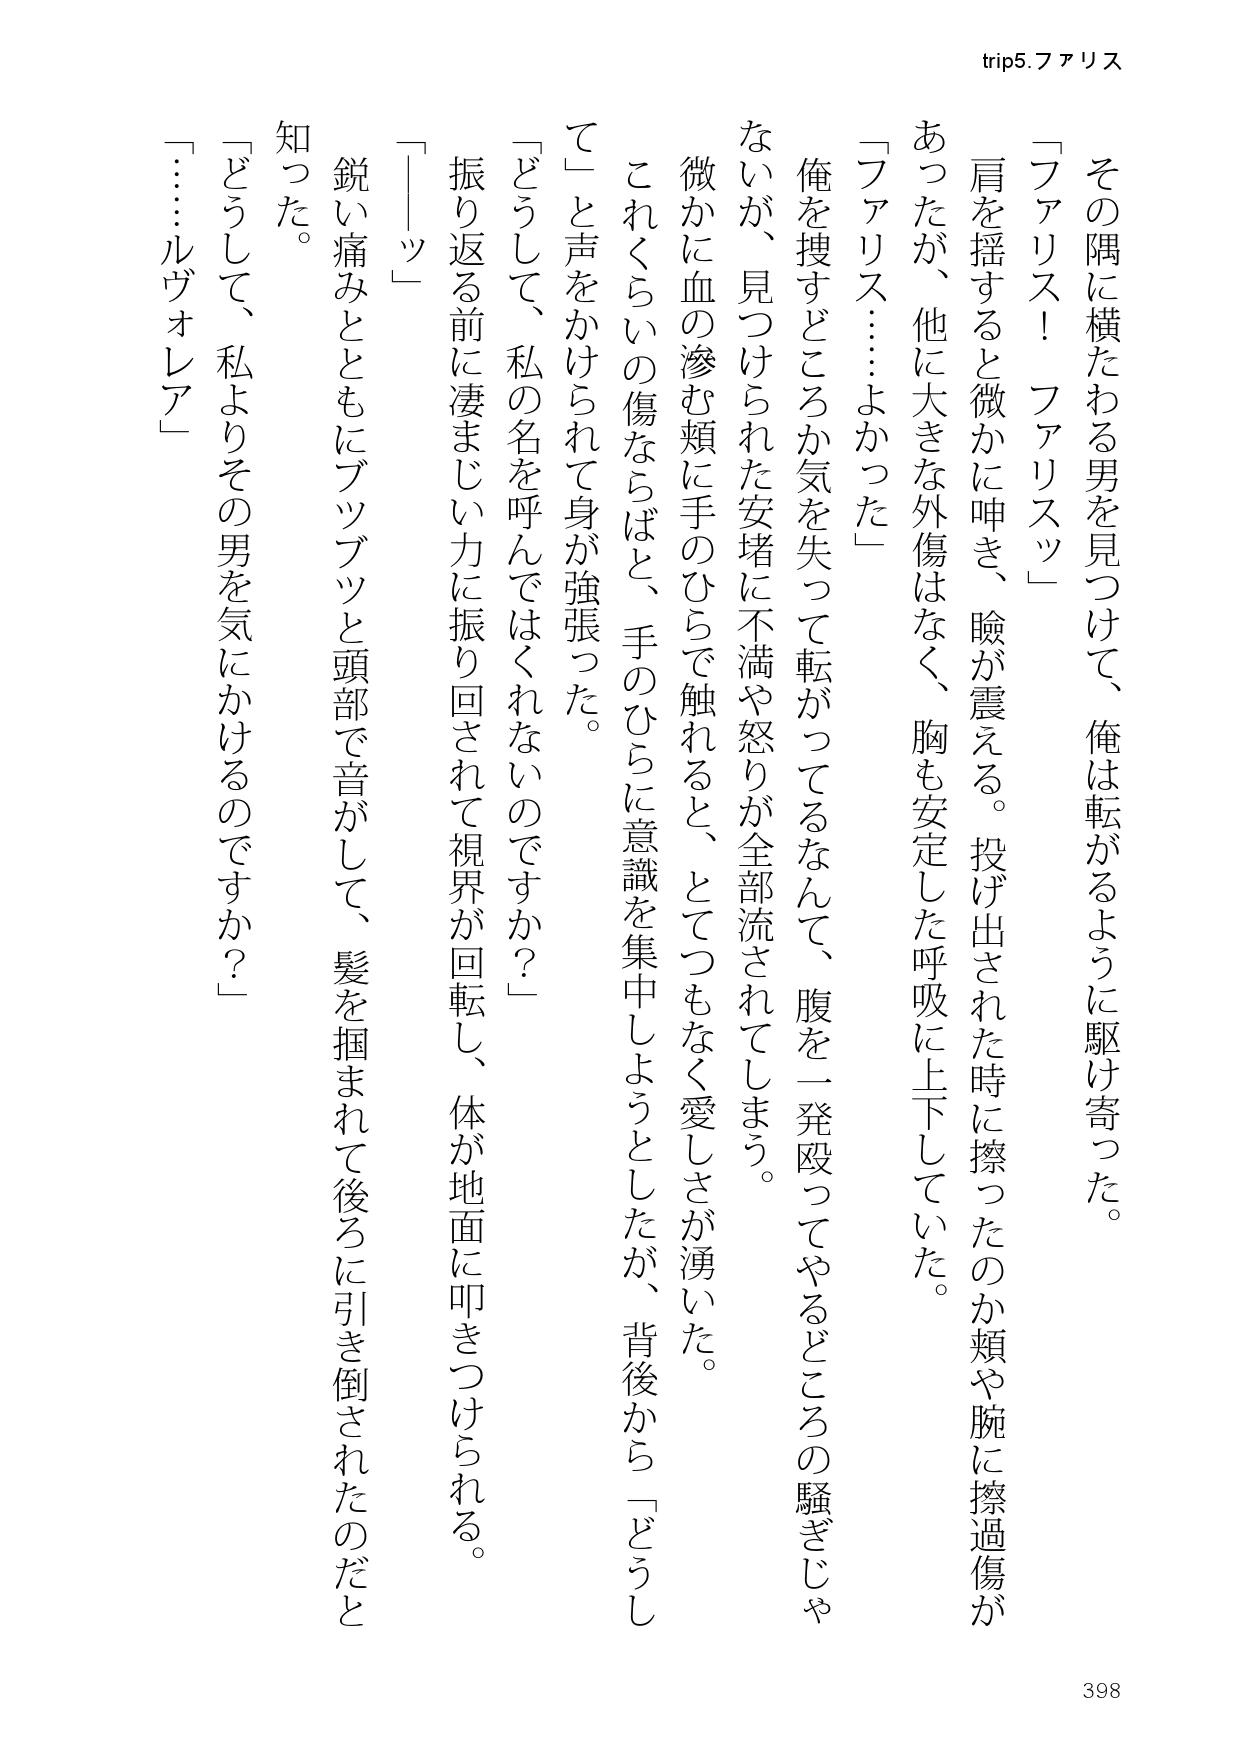 trip5.ファリス
　その隅に横たわる男を見つけて、俺は転がるように駆け寄った。
「ファリス！　ファリスッ」
　肩を揺すると微かに呻き、瞼が震える。投げ出された時に擦ったのか頬や腕に擦過傷が
あったが、他に大きな外傷はなく、胸も安定した呼吸に上下していた。
「ファリス……よかった」
　俺を捜すどころか気を失って転がってるなんて、腹を一発殴ってやるどころの騒ぎじゃ
ないが、見つけられた安堵に不満や怒りが全部流されてしまう。
　微かに血の滲む頬に手のひらで触れると、とてつもなく愛しさが湧いた。
　これくらいの傷ならばと、手のひらに意識を集中しようとしたが、背後から「どうし
て」と声をかけられて身が強張った。
「どうして、私の名を呼んではくれないのですか？」
　振り返る前に凄まじい力に振り回されて視界が回転し、体が地面に叩きつけられる。
「――ッ」
　鋭い痛みとともにブツブツと頭部で音がして、髪を掴まれて後ろに引き倒されたのだと
知った。
「どうして、私よりその男を気にかけるのですか？」
「……ルヴォレア」
398